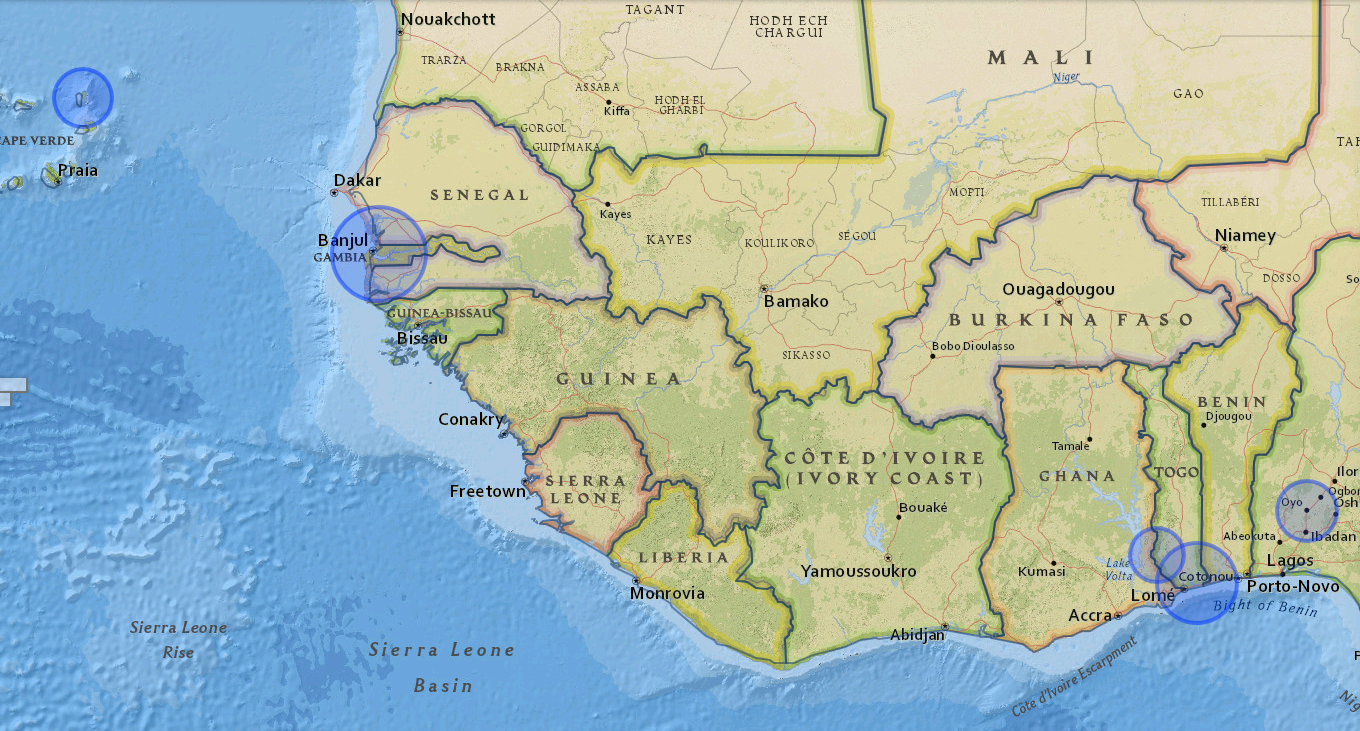 Nouakchott
TAGANT
HODH ECH
CHARGUI
MALI
TRARZA
BRAKNA
ASSABA
Niger
GAO
Kiffa
HODH EL
GHARBI
GORGOL
GUIDIMAKA
APE VERDE
Praia
Dakar
SENEGAL
MOPTI
TILLABÉRI
Kayes
Banjul
GAMBIA
KAYES
KOULIKORO
SÉGOU
Niamey
DOSSO
Bamako
Ouagadougou
BURKINA FASO
GUINEA-BISSAU
Bissau
Bobo Dioulasso
SIKASSO
GUINEA
BENIN
Djougou
Conakry
Tamale
CÔTE D'IVOIRE
(IVORY COAST)
GHANA
TOGO
SIERRA
LEONE
Freetown
Oyo
Bouaké
Abeokuta
Ibadan
LIBERIA
Lagos
Yamoussoukro
Kumasi
Lake
Volta
Cotonou
Porto-Novo
Monrovia
Lomé
Bight of Benin
Accra
Abidjan
Sierra Leone
Rise
Sierra Leone
Basin
Côte d'Ivoire Escarpment